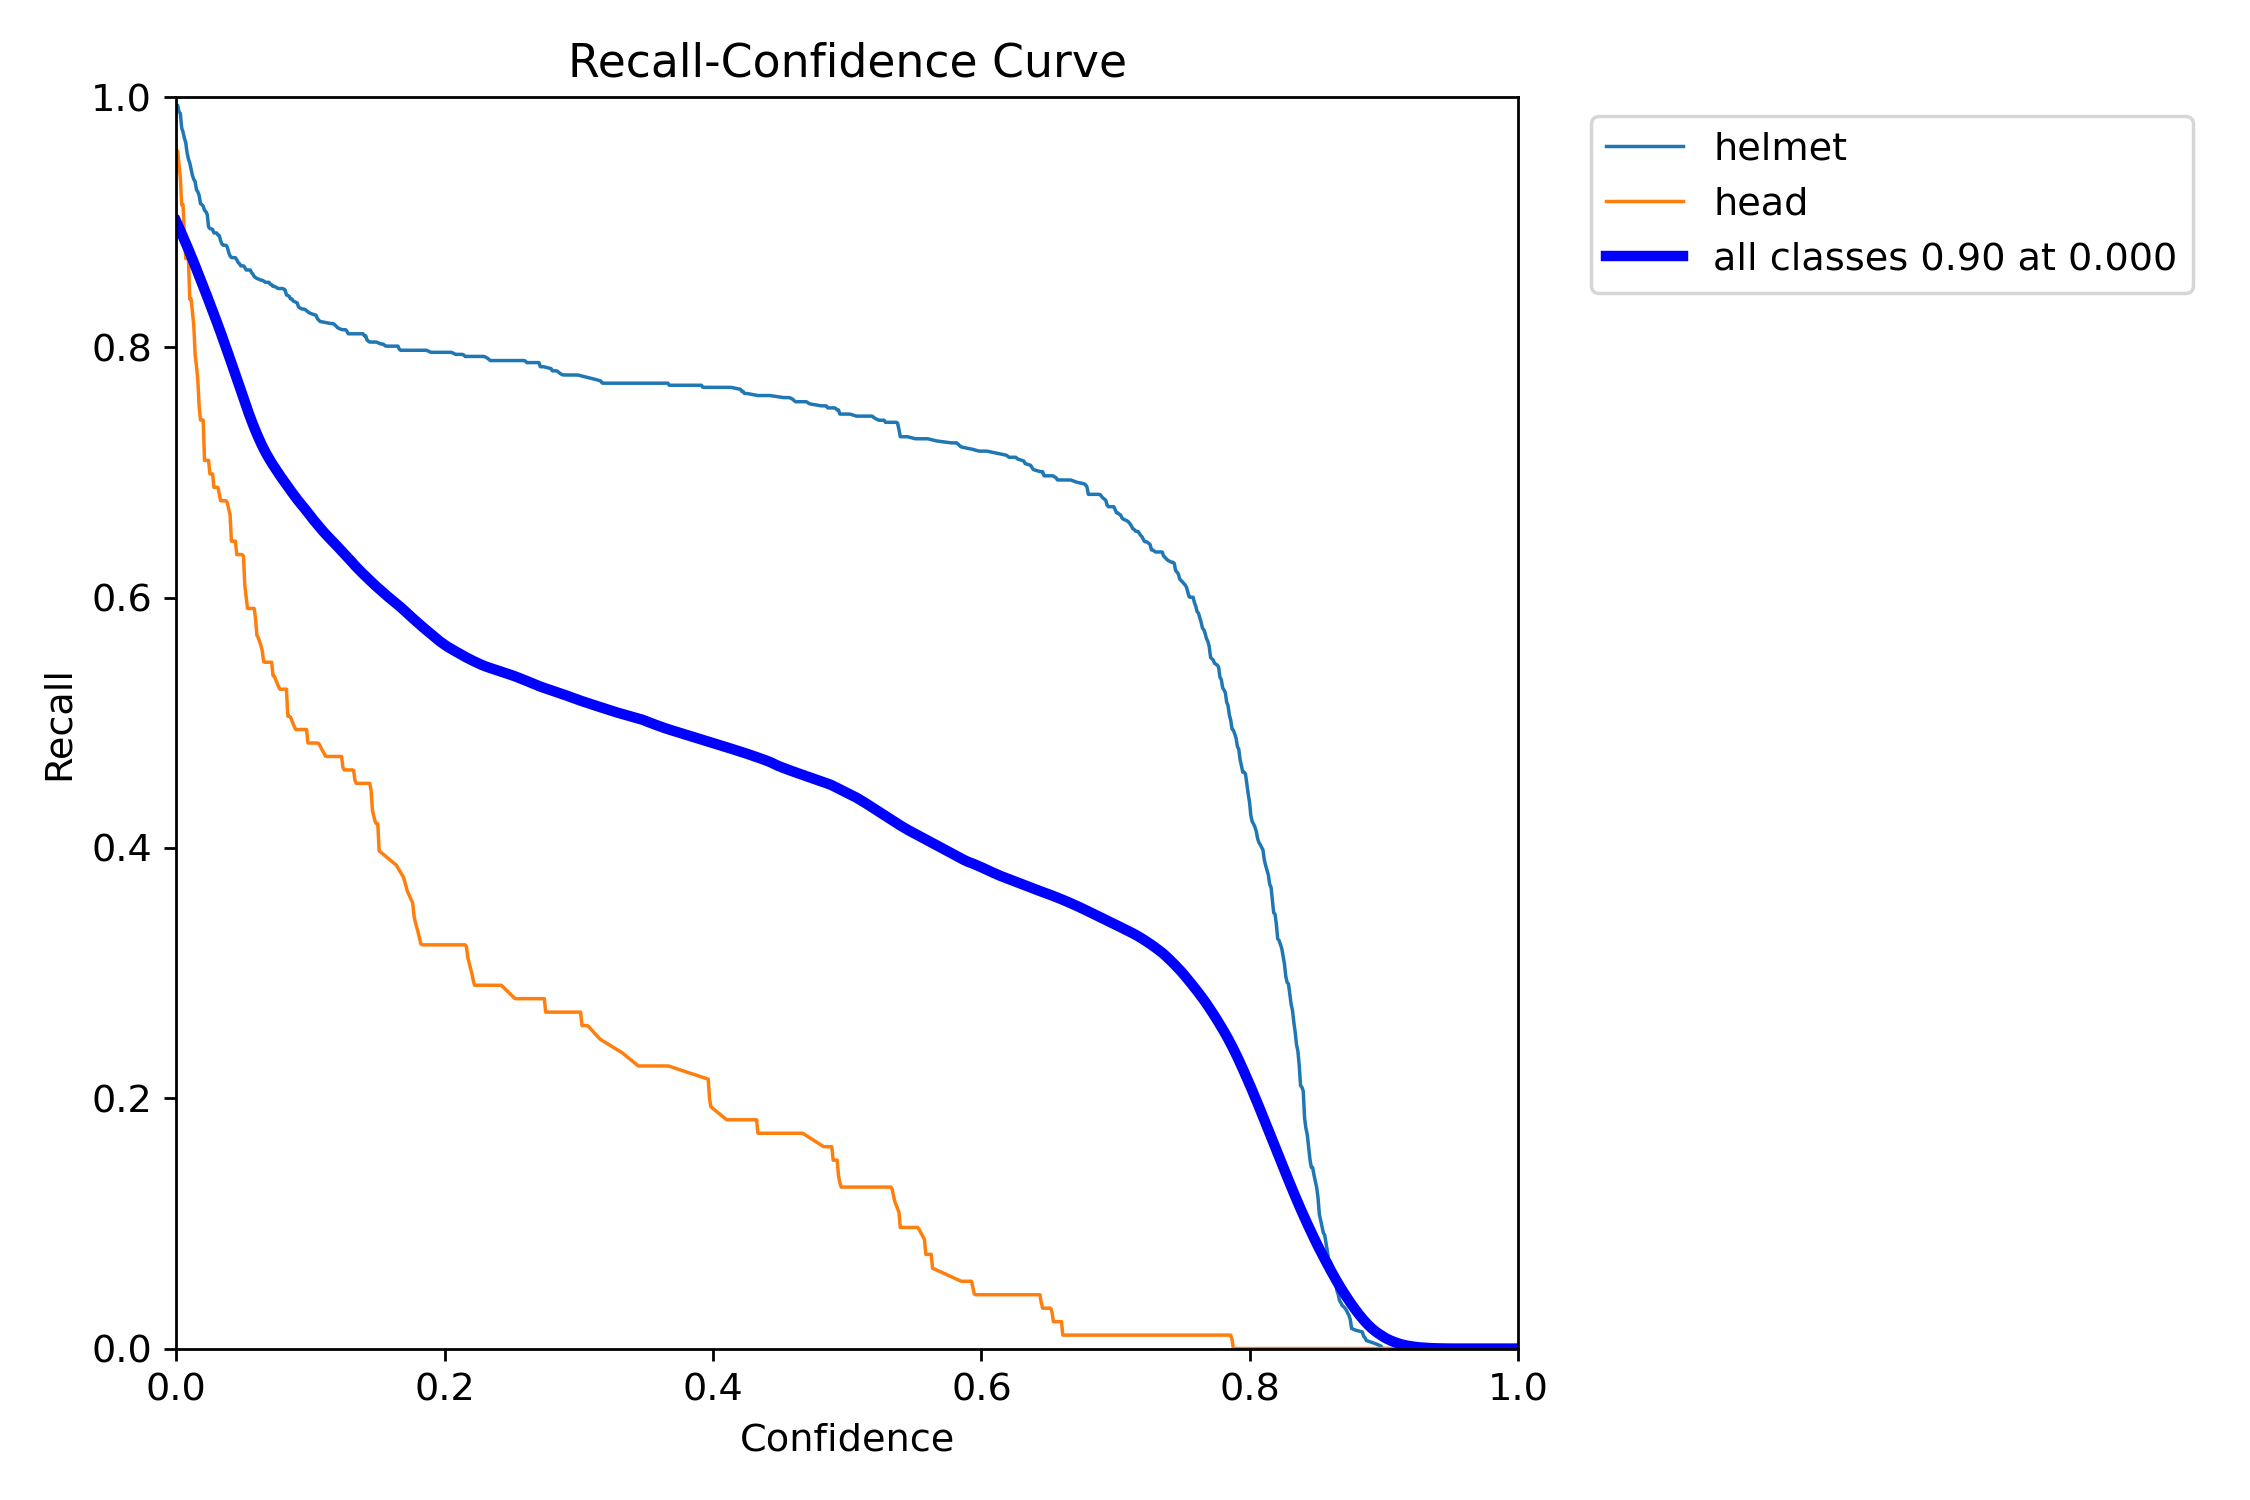 Recall-Confidence Curve
helmet
head
all classes 0.90 at 0.000
1.0
0.8
0.6
0.4
0.2
0.0
Recall
0.0 0.2 0.4 0.6 0.8 1.0
Confidence